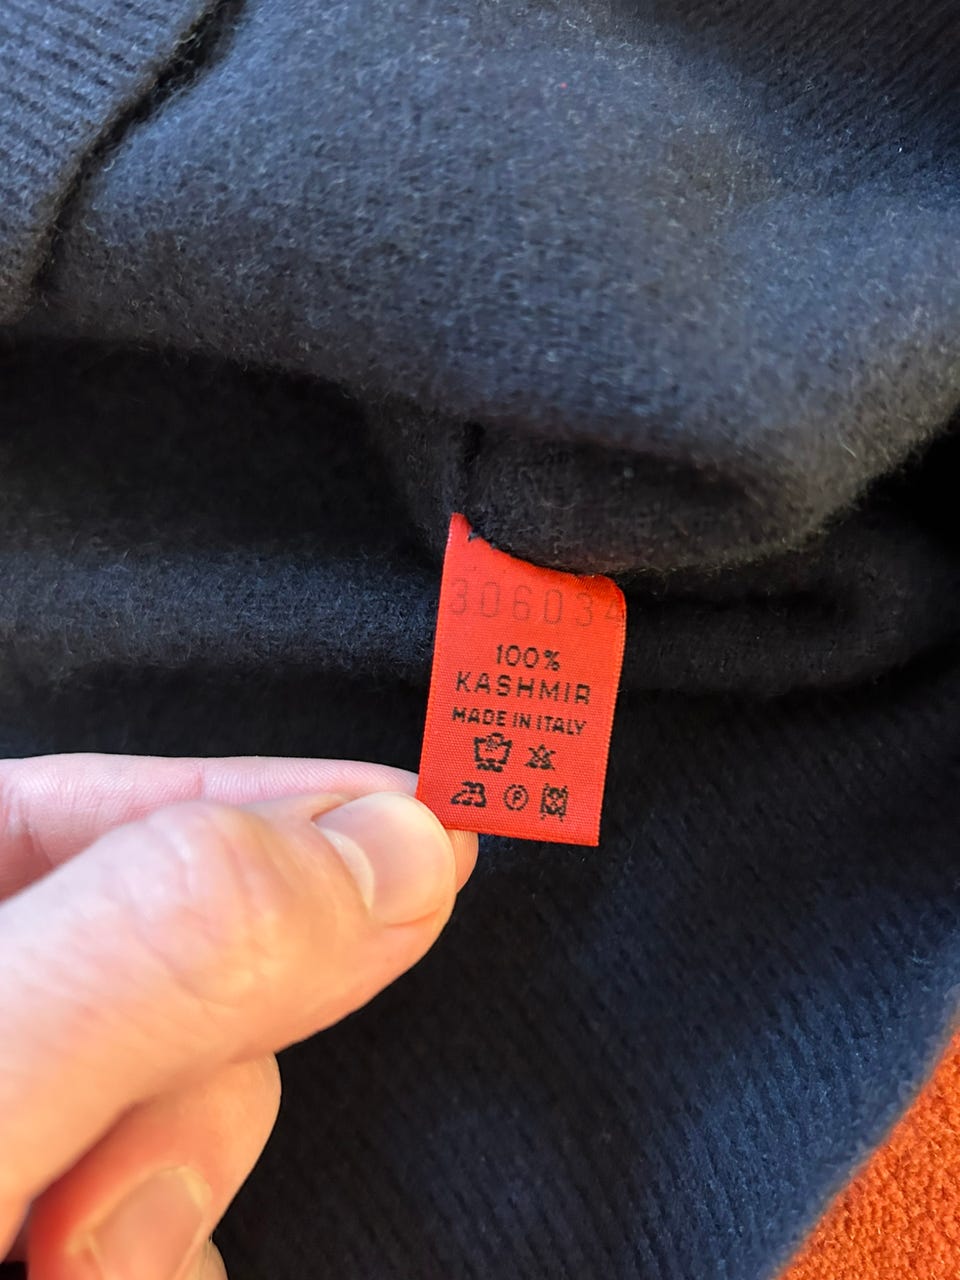 306034
100%
KASHMIR
MADE IN ITALY
P